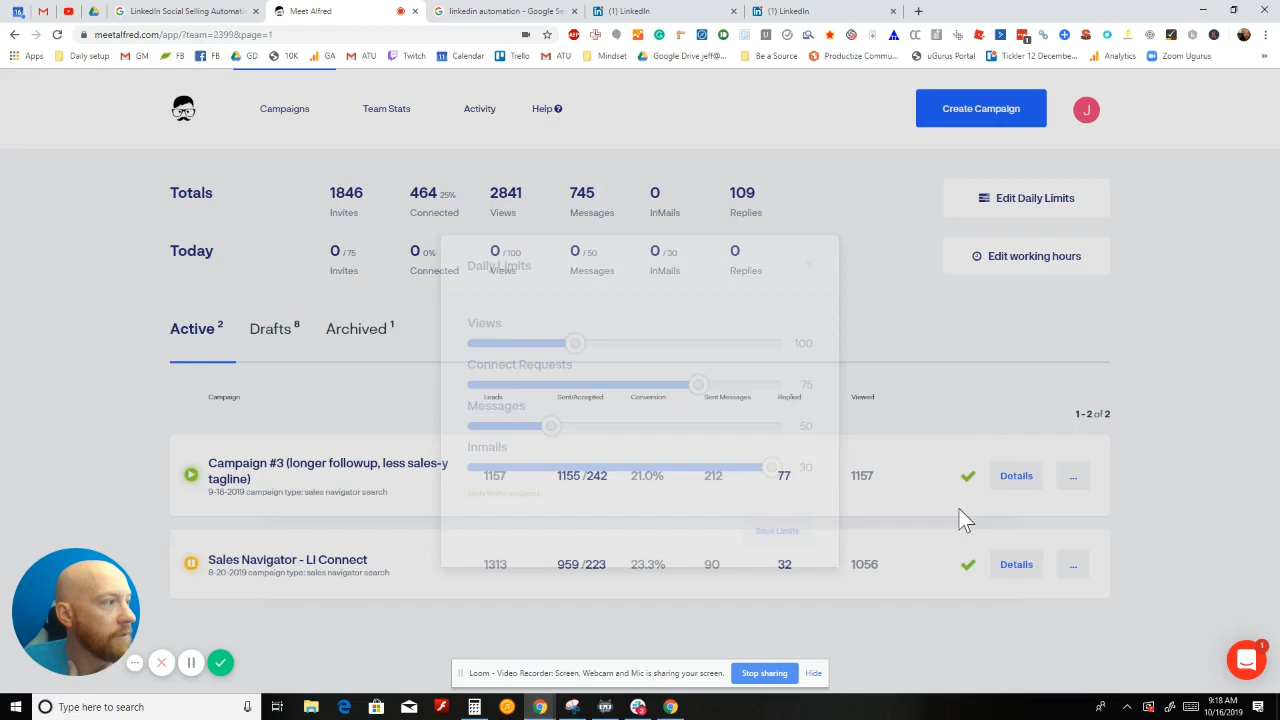 LinkedIn Social Selling Automati
Meet Alfred
linkedin automation - Google Se
(1) LinkedIn
(1) LinkedIn
meetalfred.com/app/?team=2399&page=1
Apps
Daily setup
GM
FB
FB
GD
10K
GA
ATU
Twitch
Calendar
Trello
ATU
Mindset
Google Drive jeff@...
Be a Source
Productize Commu...
uGurus Portal
Tickler 12 Decembe...
Analytics
Zoom Ugurus
Campaigns
Team Stats
Activity
Help
Create Campaign
J
Totals
1846
464 25%
2841
745
0
109
Invites
Connected
Views
Messages
InMails
Replies
Edit Daily Limits
Today
0 / 75
0 0%
0 / 100
0 / 50
0 / 30
0
Invites
Connected
Views
Messages
InMails
Replies
Edit working hours
Daily Limits
Views
100
Connect Requests
75
Messages
50
Inmails
30
Daily limits updated.
Save Limits
Active 2
Drafts 8
Archived 1
Campaign
Leads
Sent/Accepted
Conversion
Sent Messages
Replied
Viewed
1 - 2 of 2
Campaign #3 (longer followup, less sales-y
tagline)
9-16-2019 campaign type: sales navigator search
1157
1155 /242
21.0%
212
77
1157
Details
...
Sales Navigator - LI Connect
8-20-2019 campaign type: sales navigator search
1313
959 /223
23.3%
90
32
1056
Details
...
Loom - Video Recorder: Screen, Webcam and Mic is sharing your screen.
Stop sharing
Hide
1
Type here to search
9:18 AM
10/16/2019